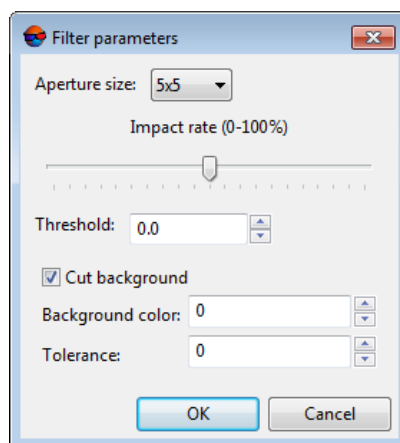 Filter parameters
Aperture size: 5x5
Impact rate (0-100%)
Threshold: 0.0
Cut background
Background color: 0
Tolerance: 0
OK Cancel